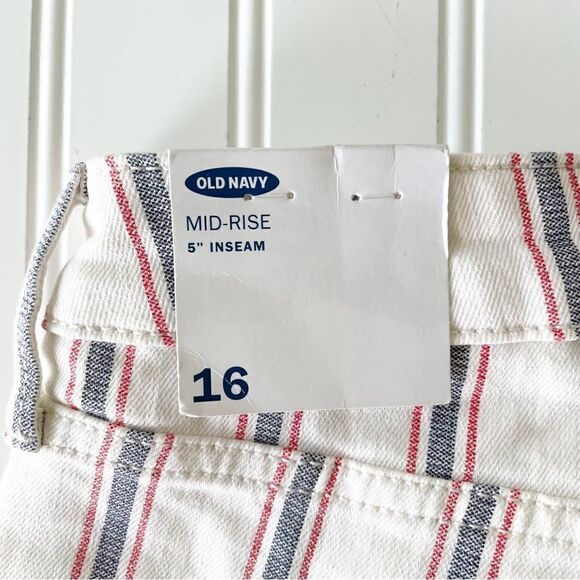 OLD NAVY
MID-RISE
5" INSEAM
16